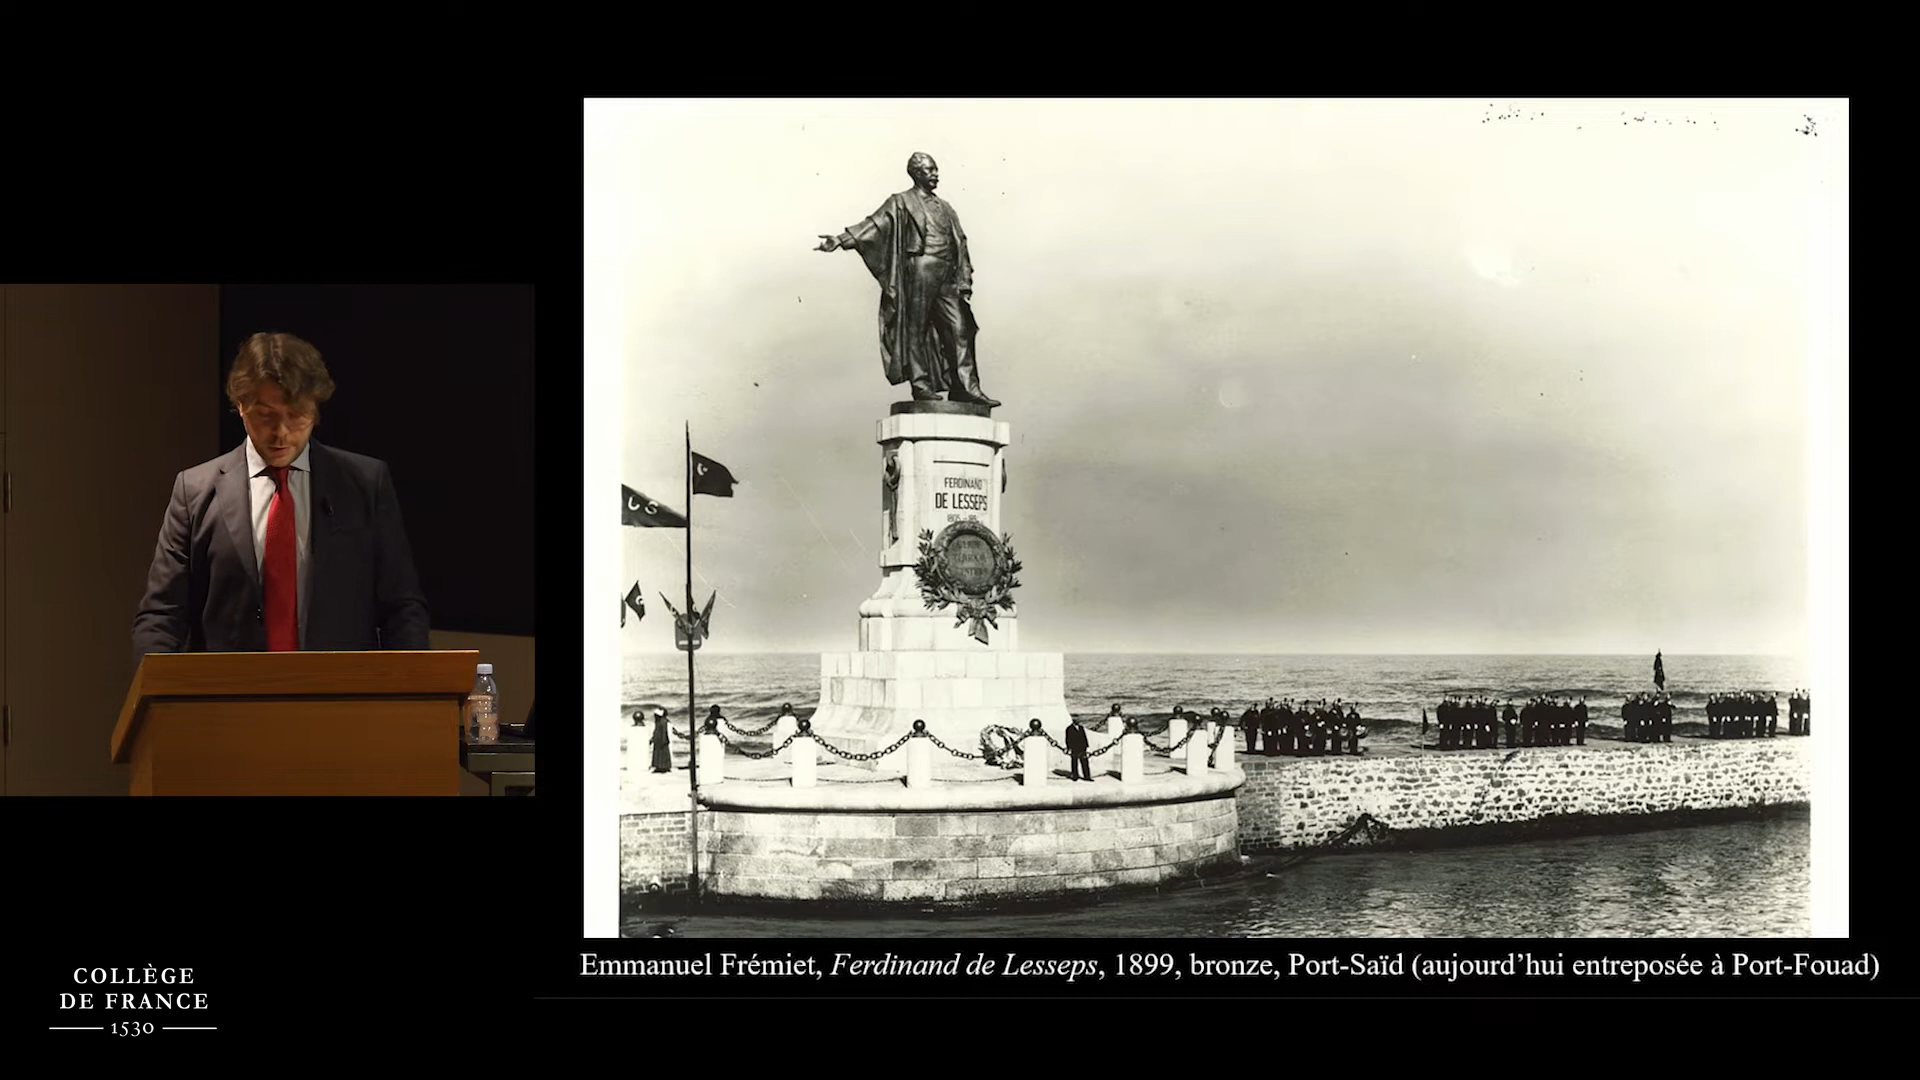 FERDINAND
DE LESSEPS
Emmanuel Frémiet, Ferdinand de Lesseps, 1899, bronze, Port-Saïd (aujourd’hui entreposée à Port-Fouad)
COLLÈGE
DE FRANCE
1530